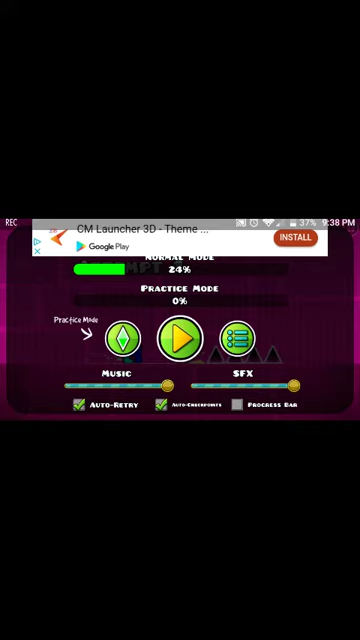 REC 37% 9:38 PM
CM Launcher 3D - Theme ...
Google Play
INSTALL
NORMAL MODE
24%
PRACTICE MODE
0%
Practice Mode
MUSIC SFX
AUTO-RETRY AUTO-CHECKPOINTS PROGRESS BAR